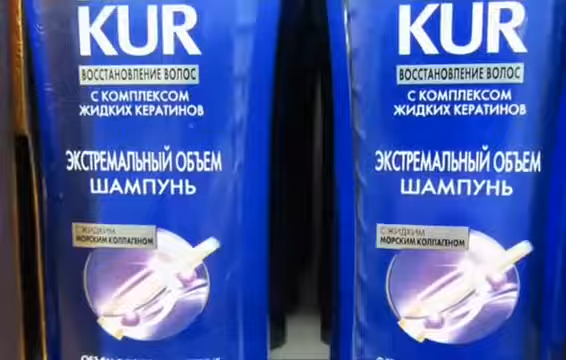 KUR
ВОССТАНОВЛЕНИЕ ВОЛОС
С КОМПЛЕКСОМ
ЖИДКИХ КЕРАТИНОВ
ЭКСТРЕМАЛЬНЫЙ ОБЪЕМ
ШАМПУНЬ
С ЖИДКИМ
МОРСКИМ КОЛЛАГЕНОМ
KUR
ВОССТАНОВЛЕНИЕ ВОЛОС
С КОМПЛЕКСОМ
ЖИДКИХ КЕРАТИНОВ
ЭКСТРЕМАЛЬНЫЙ ОБЪЕМ
ШАМПУНЬ
С ЖИДКИМ
МОРСКИМ КОЛЛАГЕНОМ